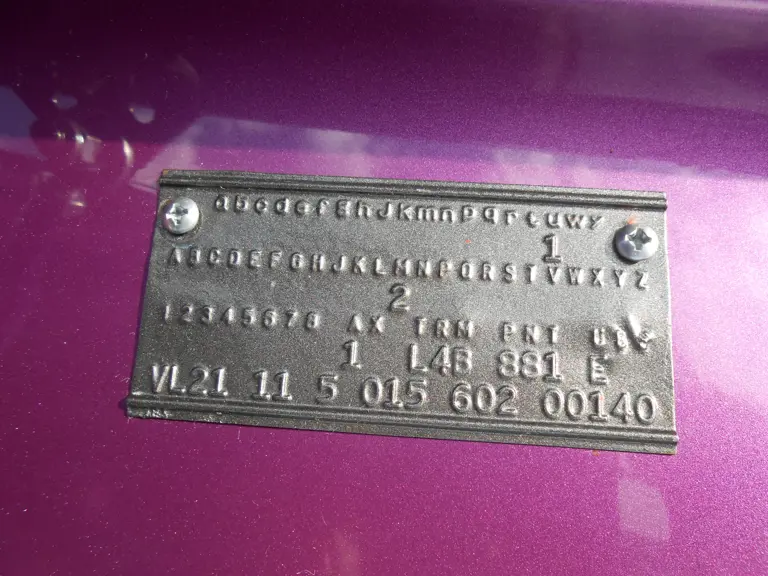 abcdefghJkmnpqrtuwy
1
ABCDEFGHJKLMNPQRSTVWXYZ
2
12345678 AX TRM PNT UBS
1 L4B 881 E
VL21 11 5 015 602 00140